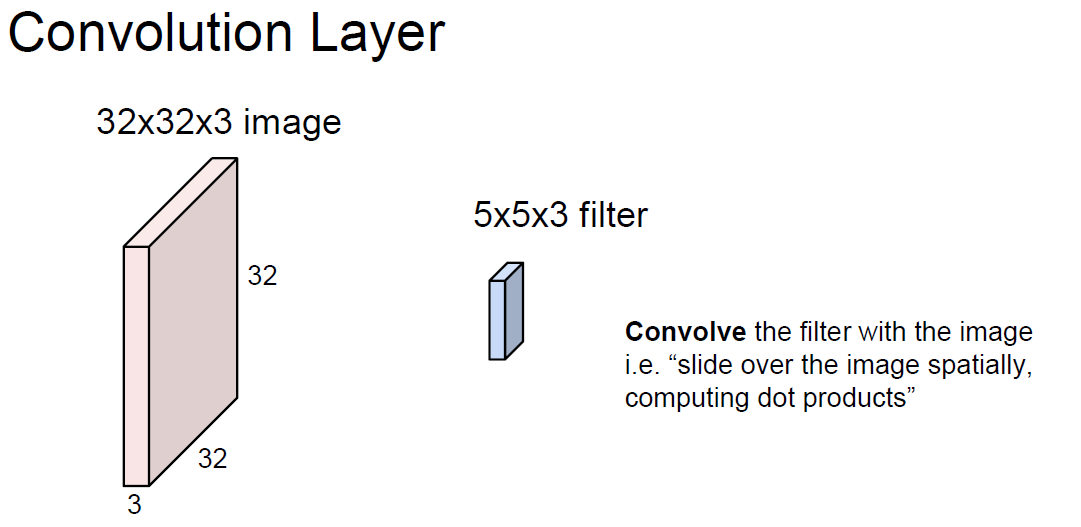 Convolution Layer
32x32x3 image
32
32
3
5x5x3 filter
Convolve the filter with the image
i.e. “slide over the image spatially,
computing dot products”